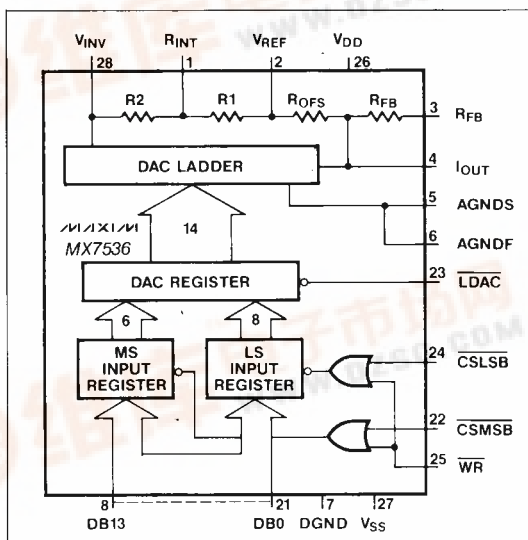 VINV RINT VREF VDD
28 1 2 26
R2 R1 ROFS RFB
3 RFB
DAC LADDER
4 IOUT
5 AGNDS
14
6 AGNDF
MAXIM
MX7536
DAC REGISTER
23 LDAC
6 8
MS INPUT REGISTER
LS INPUT REGISTER
24 CSLSB
22 CSMSB
25 WR
8 21 7 27
DB13 DB0 DGND VSS